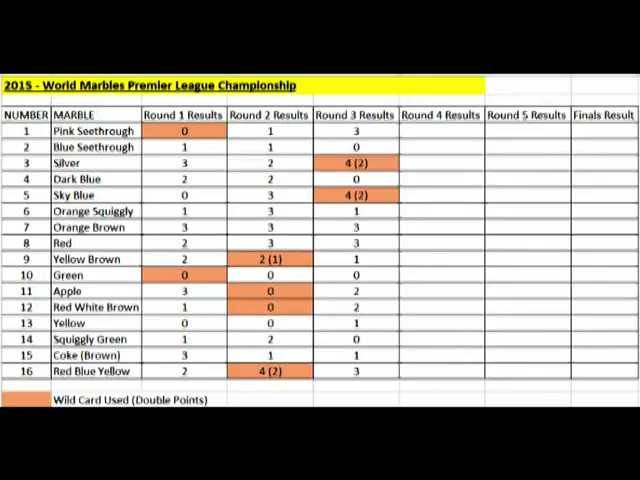 2015 - World Marbles Premier League Championship
NUMBER MARBLE Round 1 Results Round 2 Results Round 3 Results Round 4 Results Round 5 Results Finals Result
1 Pink Seethrough 0 1 3
2 Blue Seethrough 1 1 0
3 Silver 3 2 4 (2)
4 Dark Blue 2 2 0
5 Sky Blue 0 3 4 (2)
6 Orange Squiggly 1 3 1
7 Orange Brown 3 3 3
8 Red 2 3 3
9 Yellow Brown 2 2 (1) 1
10 Green 0 0 0
11 Apple 3 0 2
12 Red White Brown 1 0 2
13 Yellow 0 0 1
14 Squiggly Green 1 2 0
15 Coke (Brown) 3 1 1
16 Red Blue Yellow 2 4 (2) 3
Wild Card Used (Double Points)